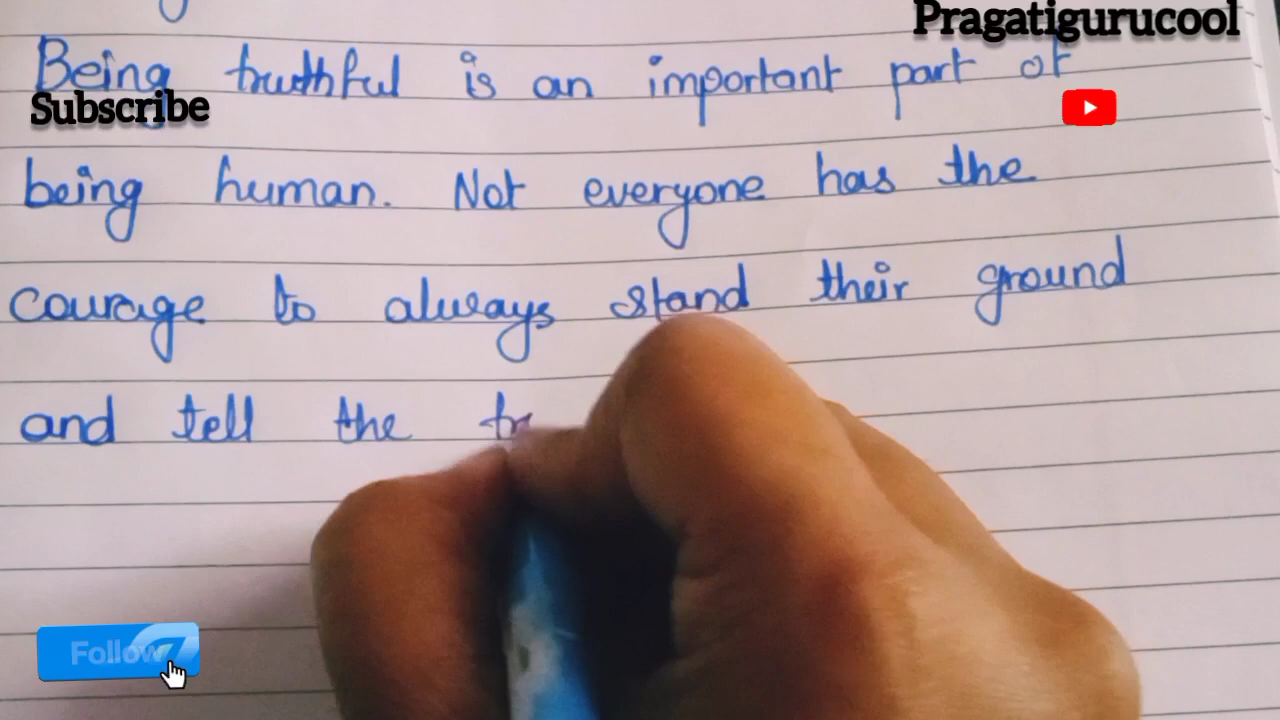 Pragatigurucool
Being truthful is an important part of
Subscribe
being human. Not everyone has the
courage to always stand their ground
and tell the tr
Follow